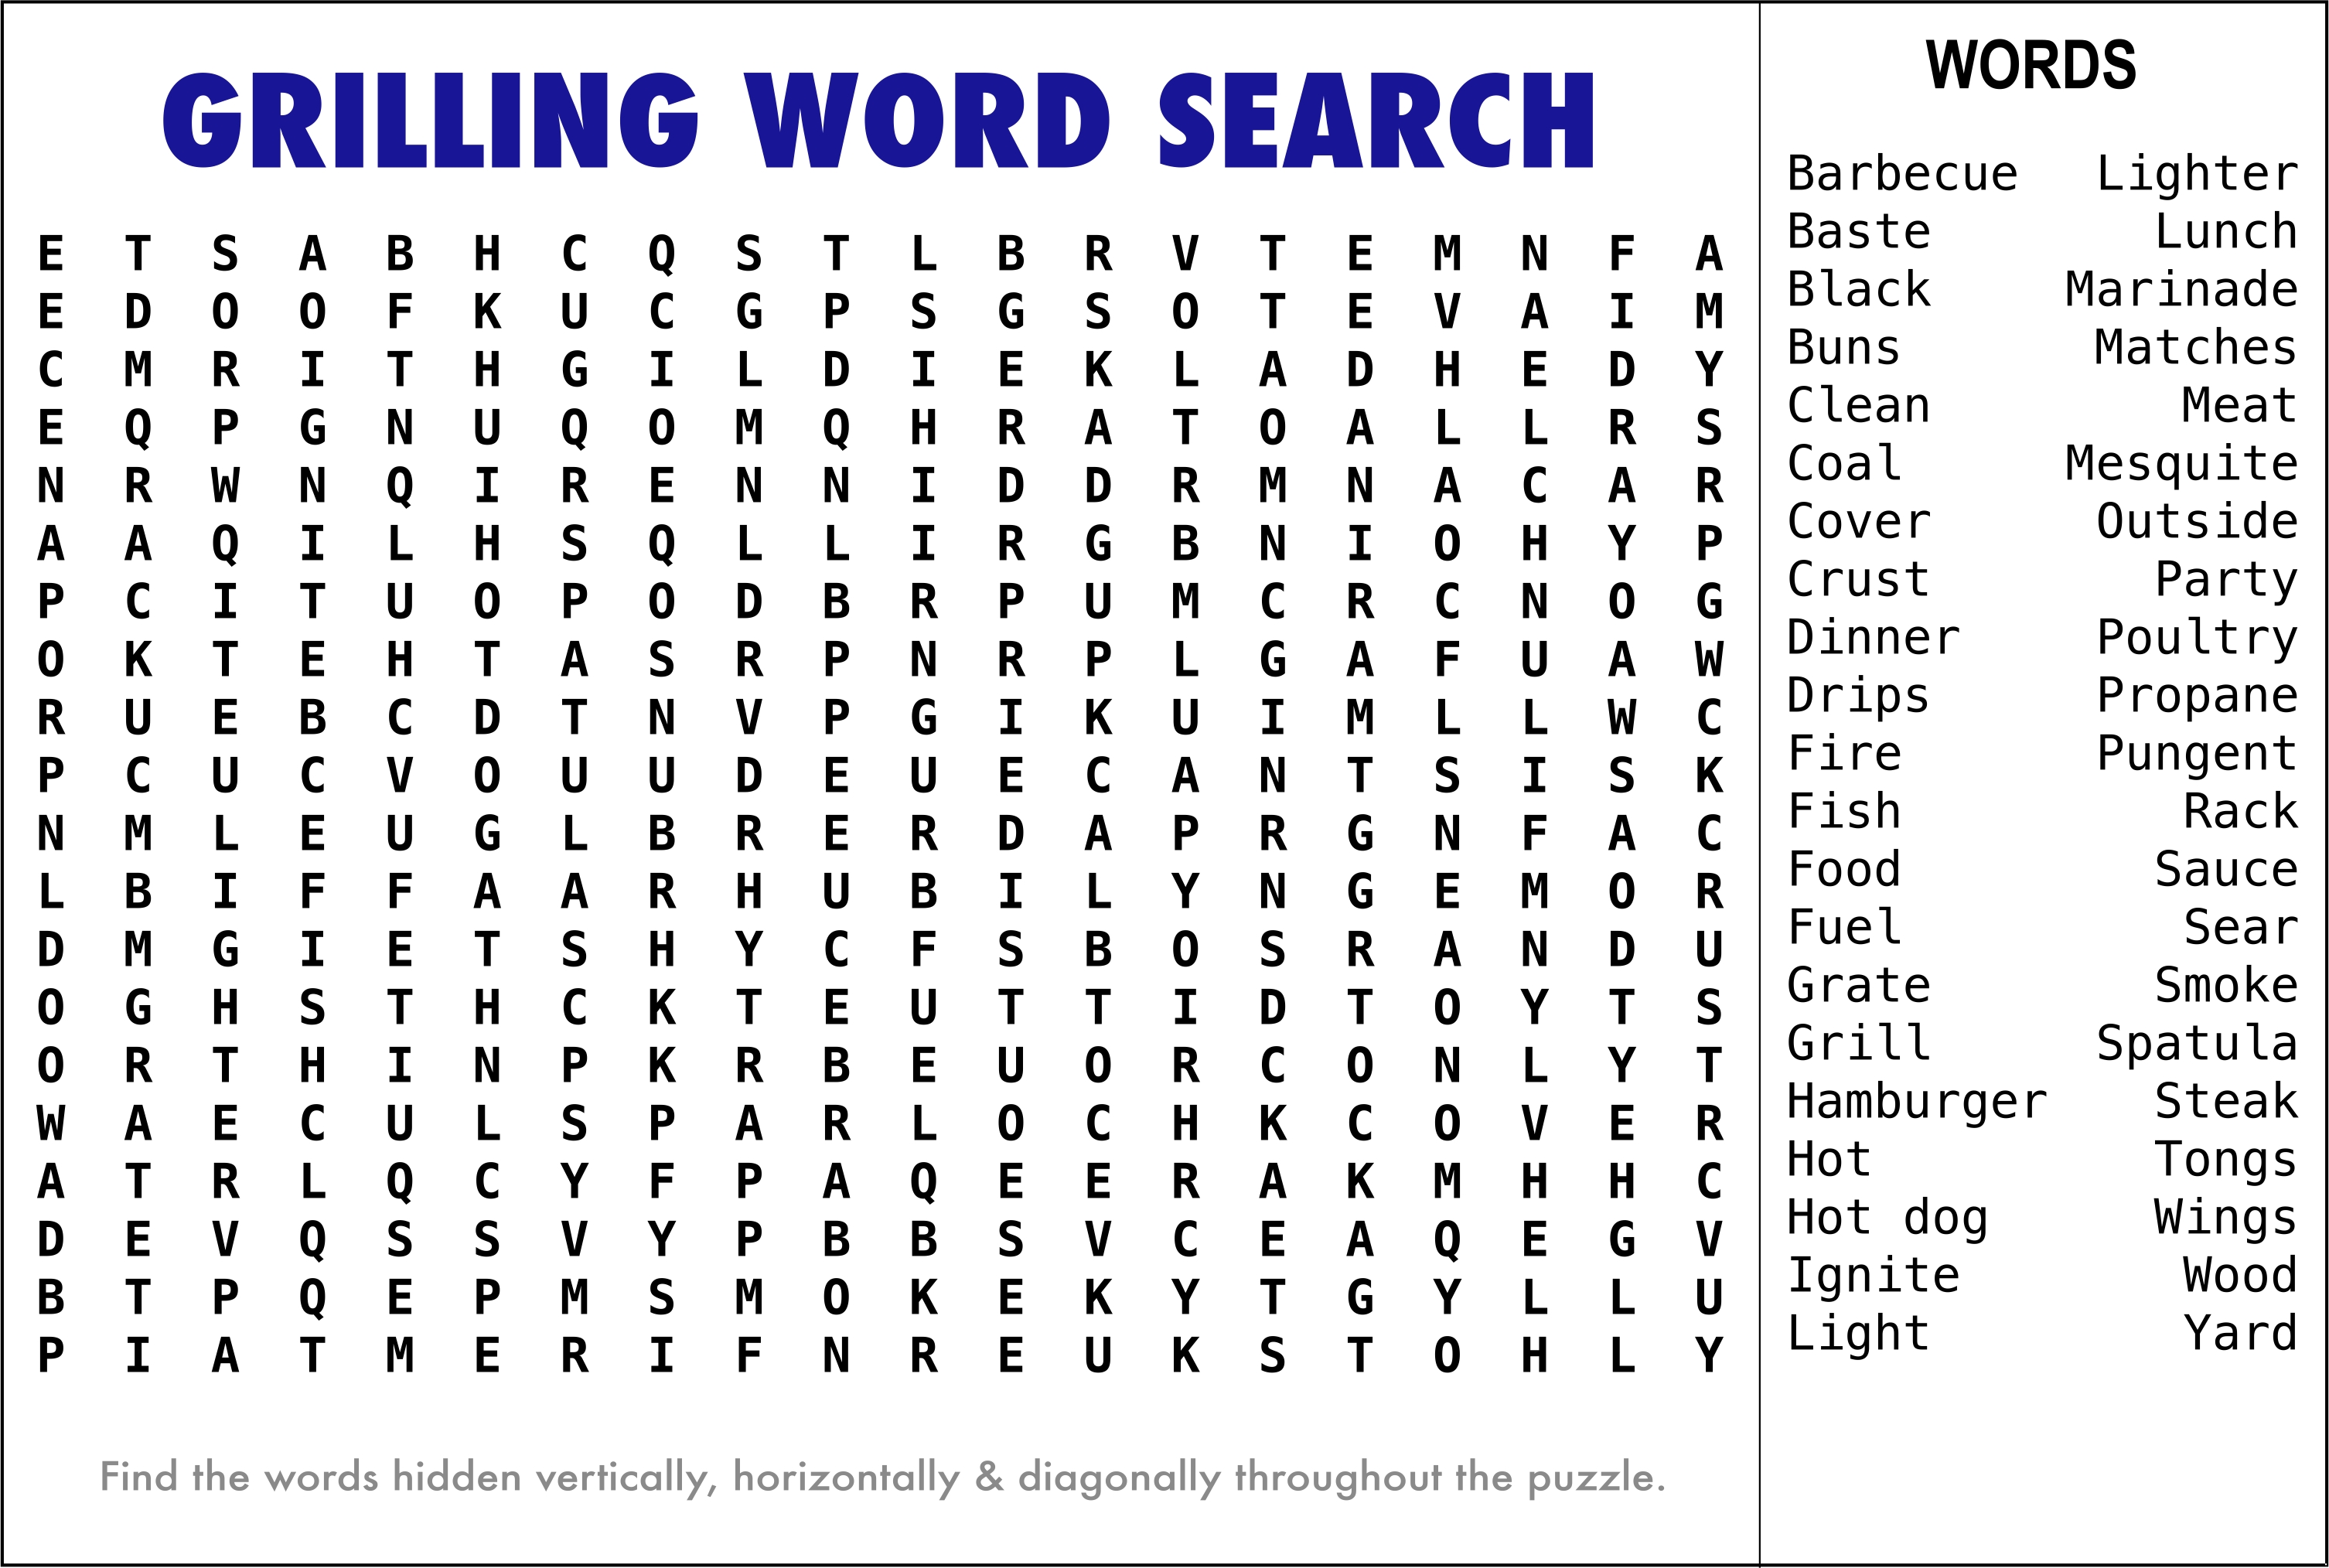 GRILLING WORD SEARCH
E T S A B H C Q S T L B R V T E M N F A
E D O O F K U C G P S G S O T E V A I M
C M R I T H G I L D I E K L A D H E D Y
E Q P G N U Q O M Q H R A T O A L L R S
N R W N Q I R E N N I D D R M N A C A R
A A Q I L H S Q L L I R G B N I O H Y P
P C I T U O P O D B R P U M C R C N O G
O K T E H T A S R P N R P L G A F U A W
R U E B C D T N V P G I K U I M L L W C
P C U C V O U U D E U E C A N T S I S K
N M L E U G L B R E R D A P R G N F A C
L B I F F A A R H U B I L Y N G E M O R
D M G I E T S H Y C F S B O S R A N D U
O G H S T H C K T E U T T I D T O Y T S
O R T H I N P K R B E U O R C O N L Y T
W A E C U L S P A R L O C H K C O V E R
A T R L Q C Y F P A Q E E R A K M H H C
D E V Q S S V Y P B B S V C E A Q E G V
B T P Q E P M S M O K E K Y T G Y L L U
P I A T M E R I F N R E U K S T O H L Y
Find the words hidden vertically, horizontally & diagonally throughout the puzzle.
WORDS
Barbecue Lighter
Baste Lunch
Black Marinade
Buns Matches
Clean Meat
Coal Mesquite
Cover Outside
Crust Party
Dinner Poultry
Drips Propane
Fire Pungent
Fish Rack
Food Sauce
Fuel Sear
Grate Smoke
Grill Spatula
Hamburger Steak
Hot Tongs
Hot dog Wings
Ignite Wood
Light Yard